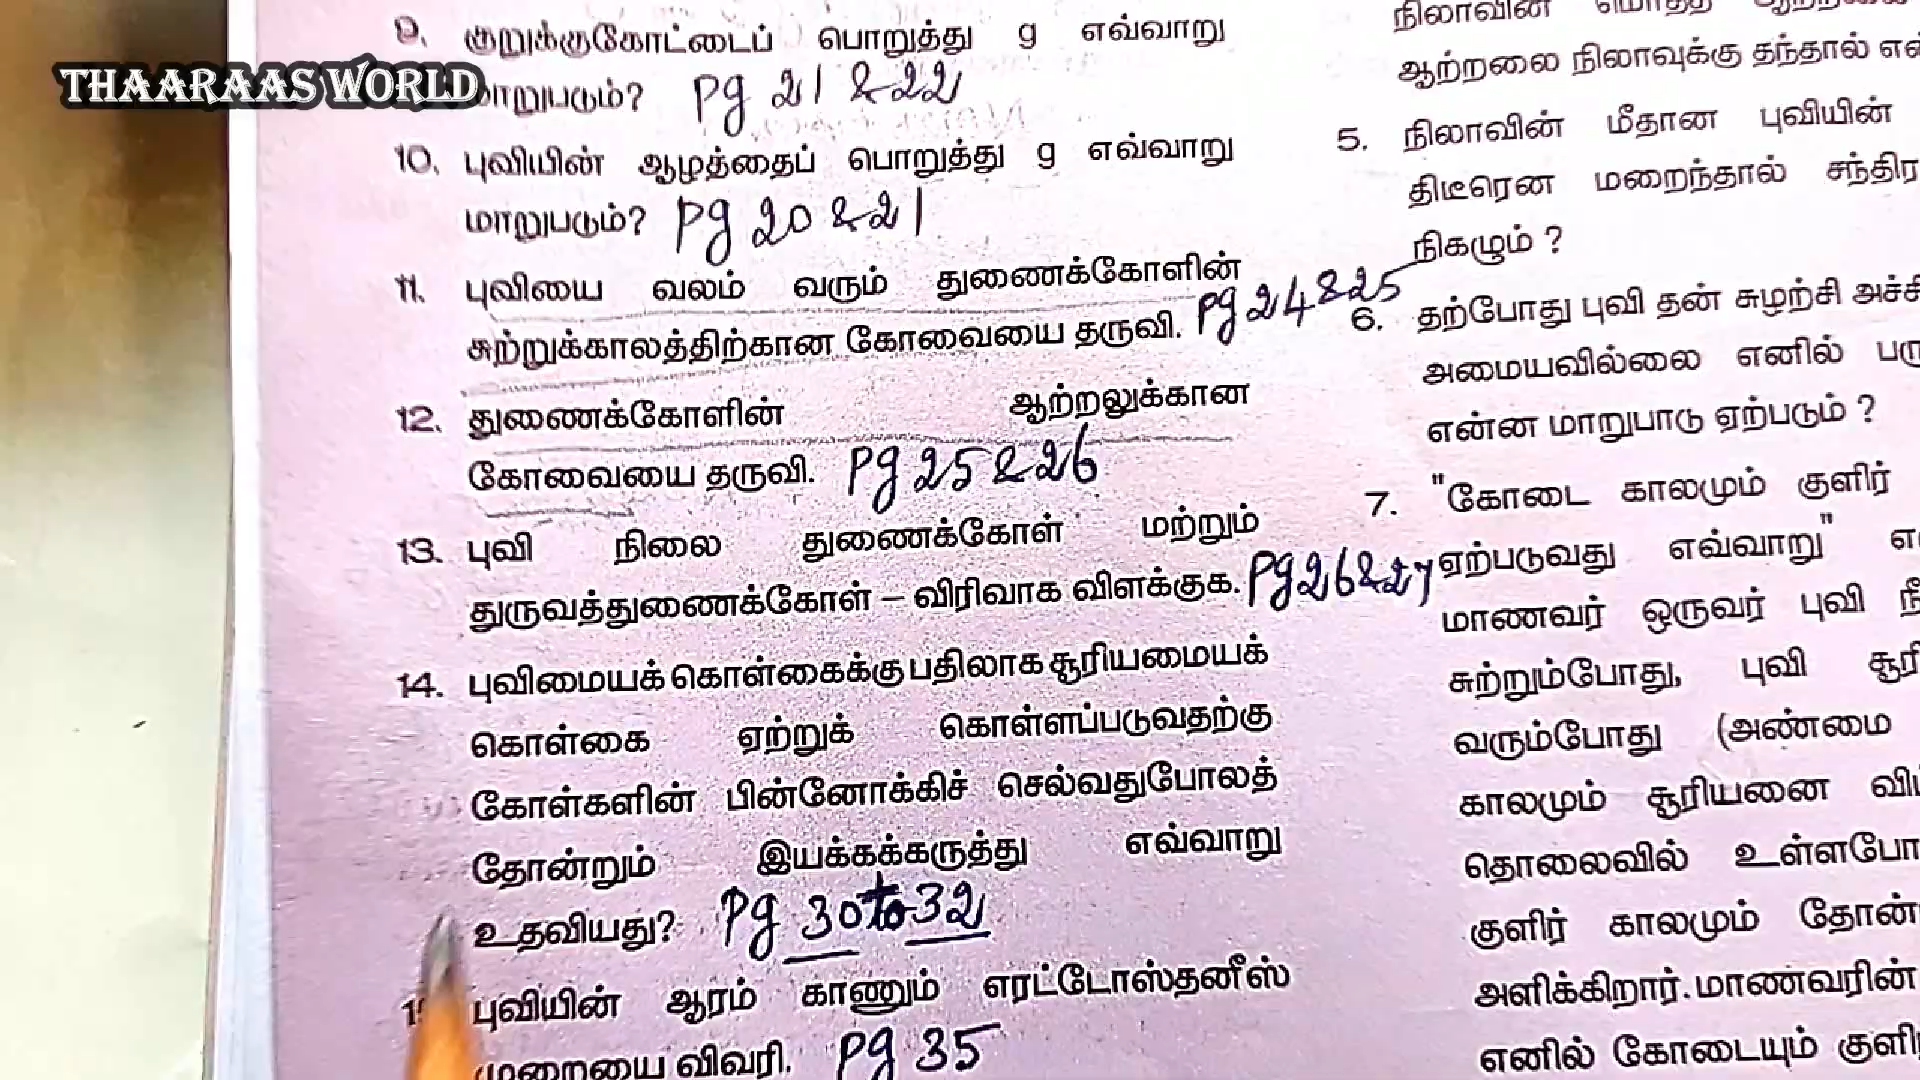 THAARAAS WORLD
9. குறுக்குகோட்டைப் பொறுத்து g எவ்வாறு
மாறுபடும்? Pg 21 & 22
10. புவியின் ஆழத்தைப் பொறுத்து g எவ்வாறு
மாறுபடும்? Pg 20 & 21
11. புவியை வலம் வரும் துணைக்கோளின்
சுற்றுக்காலத்திற்கான கோவையை தருவி. Pg 24 & 25
12. துணைக்கோளின் ஆற்றலுக்கான
கோவையை தருவி. Pg 25 & 26
13. புவி நிலை துணைக்கோள் மற்றும்
துருவத்துணைக்கோள் – விரிவாக விளக்குக. Pg 26 & 27
14. புவிமையக் கொள்கைக்கு பதிலாக சூரியமையக்
கொள்கை ஏற்றுக் கொள்ளப்படுவதற்கு
கோள்களின் பின்னோக்கிச் செல்வதுபோலத்
தோன்றும் இயக்கக்கருத்து எவ்வாறு
உதவியது? Pg 30 to 32
புவியின் ஆரம் காணும் எரட்டோஸ்தனீஸ்
முறையை விவரி. Pg 35
நிலாவின் மொத்த
ஆற்றலை நிலாவுக்கு தந்தால்
5. நிலாவின் மீதான புவியின்
திடீரென மறைந்தால்
நிகழும் ?
6. தற்போது புவி தன் சுழற்சி
அமையவில்லை எனில்
என்ன மாறுபாடு ஏற்படும் ?
7. "கோடை காலமும் குளிர்
ஏற்படுவது எவ்வாறு"
மாணவர் ஒருவர் புவி
சுற்றும்போது, புவி
வரும்போது (அண்மை
காலமும் சூரியனை
தொலைவில்
குளிர் காலமும்
அளிக்கிறார். மாணவரின்
எனில் கோடையும்